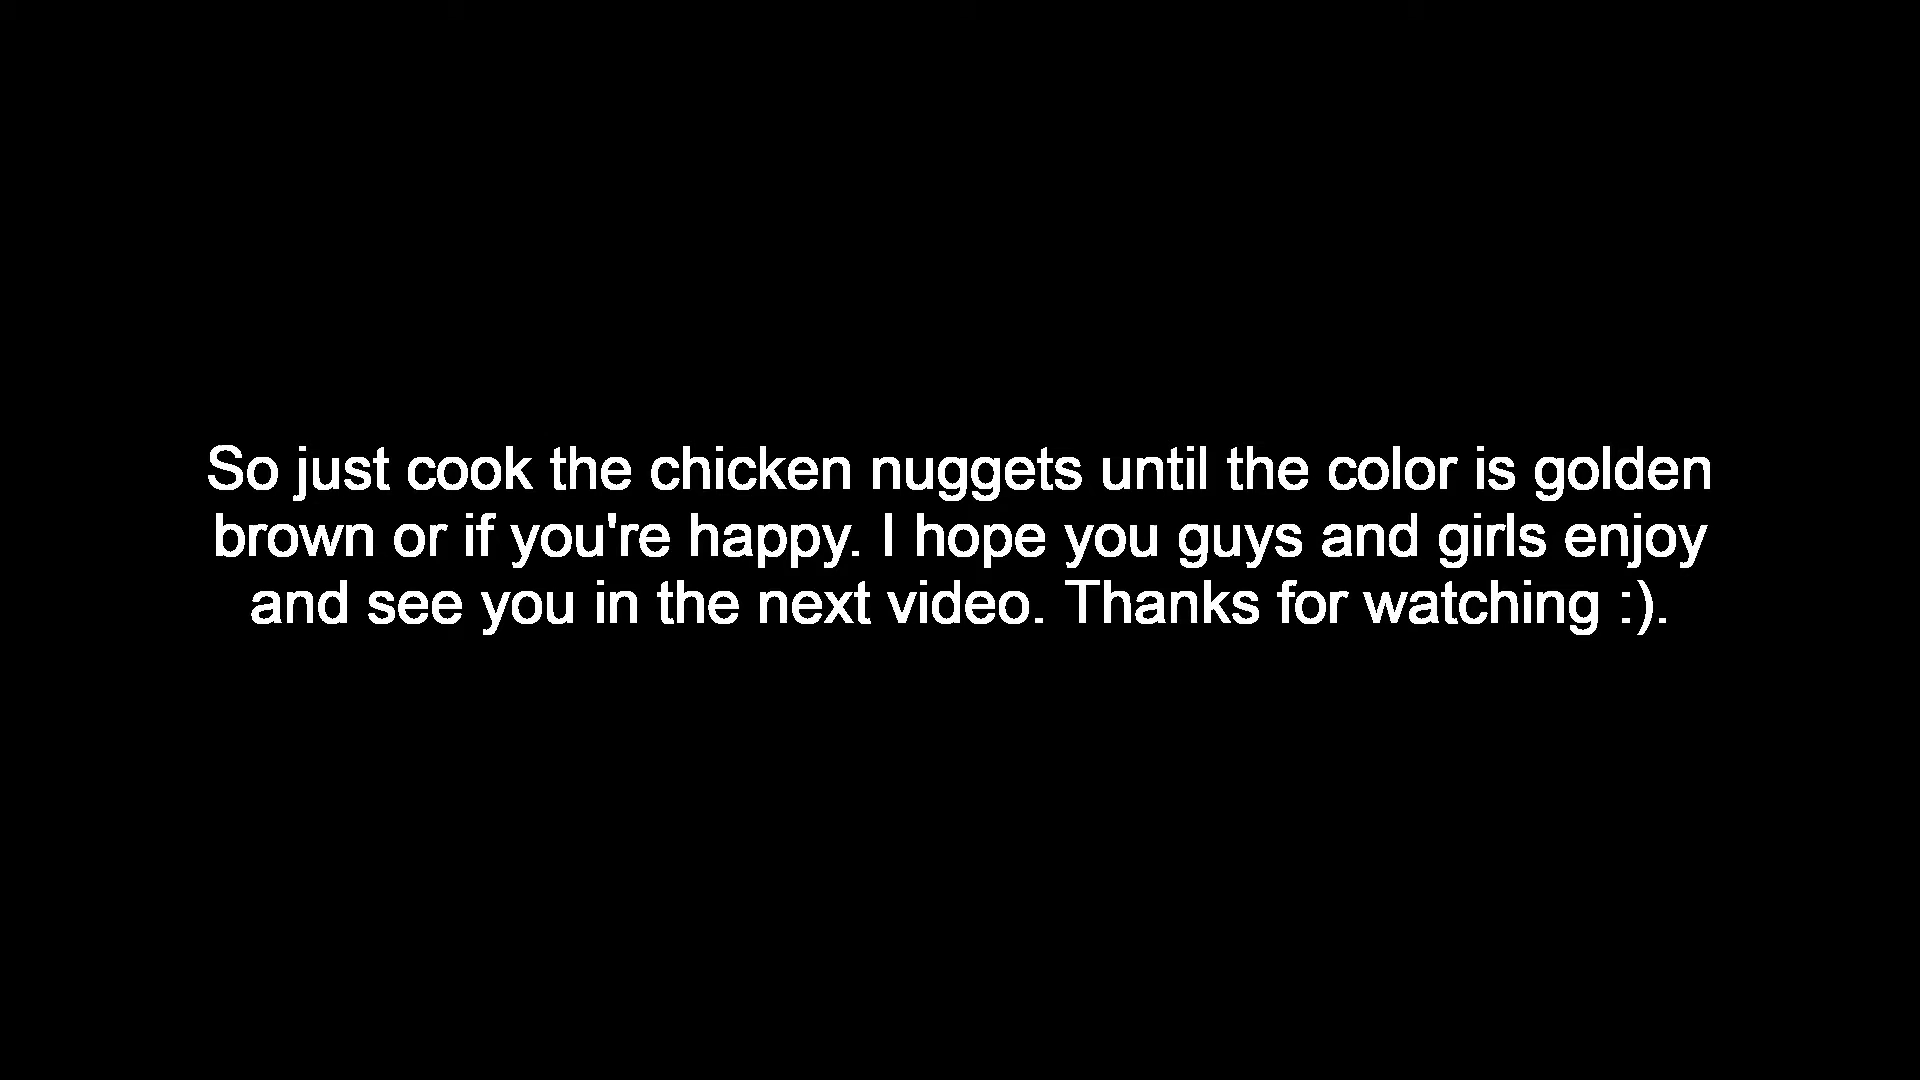 So just cook the chicken nuggets until the color is golden
brown or if you're happy. I hope you guys and girls enjoy
and see you in the next video. Thanks for watching :).